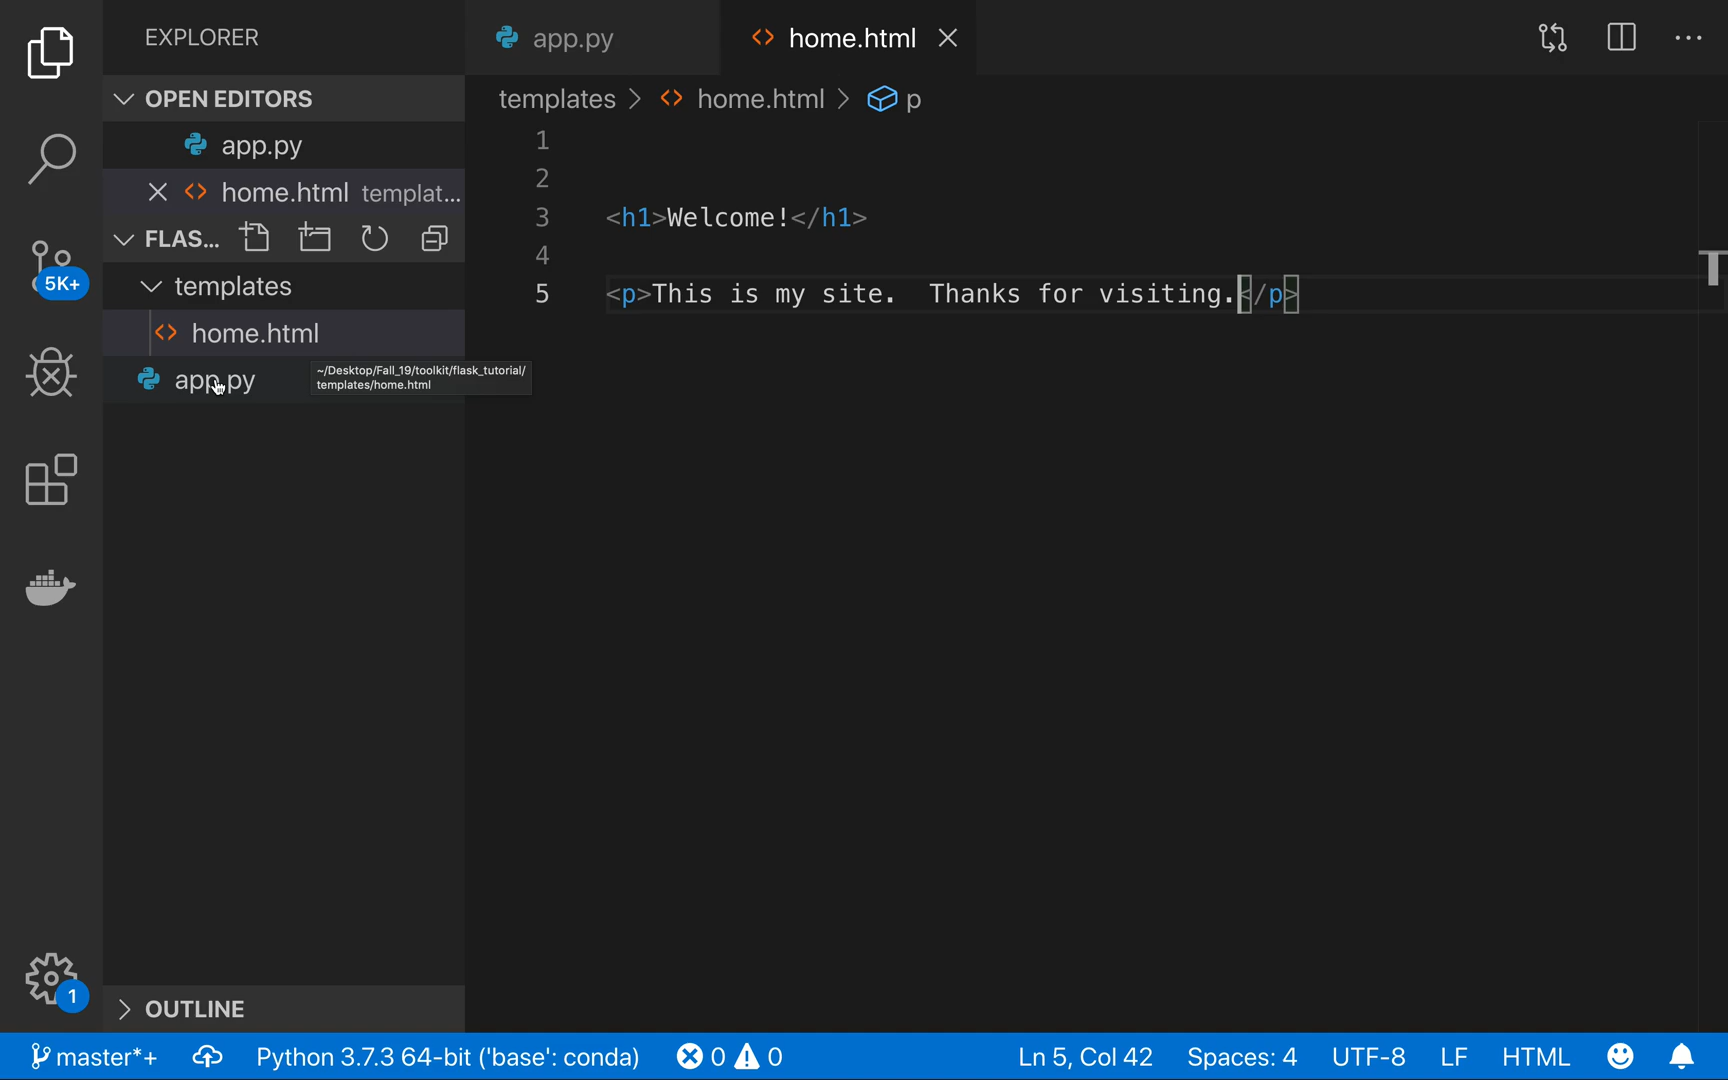 EXPLORER
app.py
home.html
OPEN EDITORS
app.py
home.html templat...
FLAS...
templates
home.html
app.py
~/Desktop/Fall_19/toolkit/flask_tutorial/
templates/home.html
templates > home.html > p
1
2
3 <h1>Welcome!</h1>
4
5 <p>This is my site.  Thanks for visiting.</p>
5K+
1
OUTLINE
master*+
Python 3.7.3 64-bit ('base': conda)
0
0
Ln 5, Col 42
Spaces: 4
UTF-8
LF
HTML